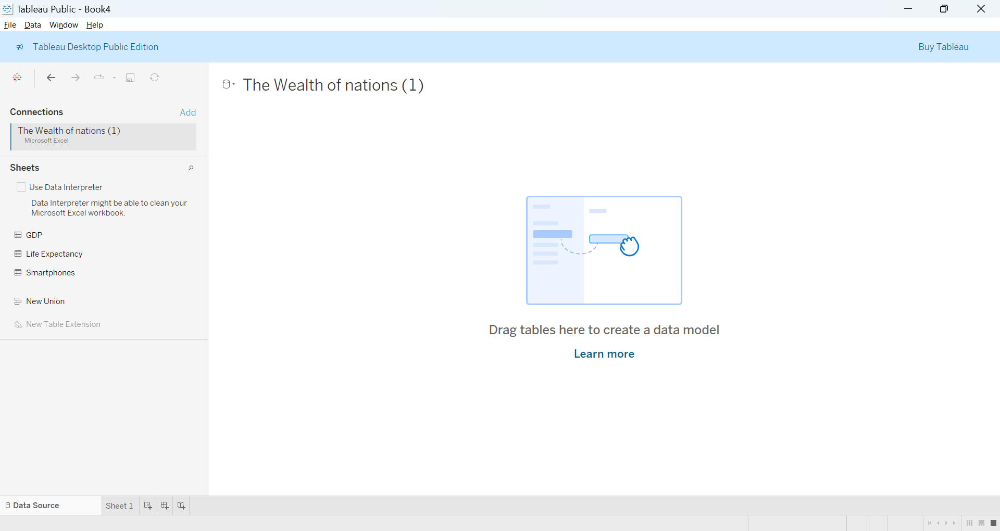 Tableau Public - Book4
File Data Window Help
Tableau Desktop Public Edition
Buy Tableau
The Wealth of nations (1)
Connections
Add
The Wealth of nations (1)
Microsoft Excel
Sheets
Use Data Interpreter
Data Interpreter might be able to clean your
Microsoft Excel workbook.
GDP
Life Expectancy
Smartphones
New Union
New Table Extension
Drag tables here to create a data model
Learn more
Data Source
Sheet 1